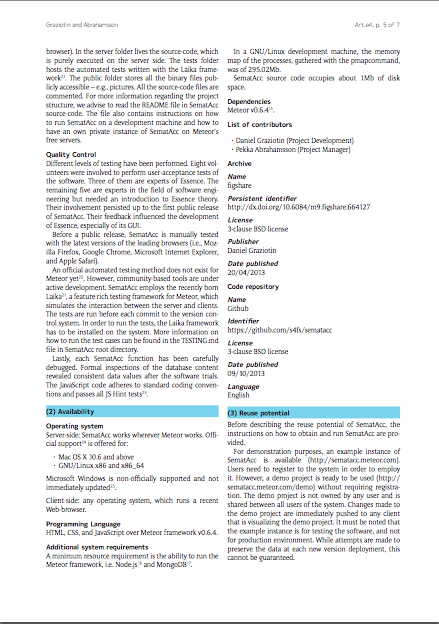 Graziotin and Abrahamsson
Art.e4, p. 5 of 7
browser). In the server folder lives the source-code, which
is purely executed on the server side. The tests folder
hosts the automated tests written with the Laika frame-
work²¹. The public folder stores all the binary files pub-
licly accessible – e.g., pictures. All the source-code files are
commented. For more information regarding the project
structure, we advise to read the README file in SematAcc
source-code. The file also contains instructions on how
to run SematAcc on a development machine and how to
have an own private instance of SematAcc on Meteor's
free servers.
Quality Control
Different levels of testing have been performed. Eight vol-
unteers were involved to perform user-acceptance tests of
the software. Three of them are experts of Essence. The
remaining five are experts in the field of software engi-
neering but needed an introduction to Essence theory.
Their involvement persisted up to the first public release
of SematAcc. Their feedback influenced the development
of Essence, especially of its GUI.
Before a public release, SematAcc is manually tested
with the latest versions of the leading browsers (i.e., Moz-
illa Firefox, Google Chrome, Microsoft Internet Explorer,
and Apple Safari).
An official automated testing method does not exist for
Meteor yet²². However, community-based tools are under
active development. SematAcc employs the recently born
Laika²³, a feature rich testing framework for Meteor, which
simulates the interaction between the server and clients.
The tests are run before each commit to the version con-
trol system. In order to run the tests, the Laika framework
has to be installed on the system. More information on
how to run the test cases can be found in the TESTING.md
file in SematAcc root directory.
Lastly, each SematAcc function has been carefully
debugged. Formal inspections of the database content
revealed consistent data values after the software trials.
The JavaScript code adheres to standard coding conven-
tions and passes all JS Hint tests²³.
(2) Availability
Operating system
Server-side: SematAcc works wherever Meteor works. Offi-
cial support²⁴ is offered for:
· Mac OS X 10.6 and above
· GNU/Linux x86 and x86_64
Microsoft Windows is non-officially supported and not
immediately updated²⁵.
Client-side: any operating system, which runs a recent
Web-browser.
Programming Language
HTML, CSS, and JavaScript over Meteor framework v0.6.4.
Additional system requirements
A minimum resource requirement is the ability to run the
Meteor framework, i.e. Node.js²⁶ and MongoDB²⁷.
In a GNU/Linux development machine, the memory
map of the processes, gathered with the pmapcommand,
was of 295.02Mb.
SematAcc source code occupies about 1Mb of disk
space.
Dependencies
Meteor v0.6.4²⁸.
List of contributors
· Daniel Graziotin (Project Development)
· Pekka Abrahamsson (Project Manager)
Archive
Name
figshare
Persistent identifier
http://dx.doi.org/10.6084/m9.figshare.664127
License
3-clause BSD license
Publisher
Daniel Graziotin
Date published
20/04/2013
Code repository
Name
Github
Identifier
https://github.com/s4fs/sematacc
License
3-clause BSD license
Date published
09/10/2013
Language
English
(3) Reuse potential
Before describing the reuse potential of SematAcc, the
instructions on how to obtain and run SematAcc are pro-
vided.
For demonstration purposes, an example instance of
SematAcc is available (http://sematacc.meteor.com).
Users need to register to the system in order to employ
it. However, a demo project is ready to be used (http://
sematacc.meteor.com/demo) without requiring registra-
tion. The demo project is not owned by any user and is
shared between all users of the system. Changes made to
the demo project are immediately pushed to any client
that is visualizing the demo project. It must be noted that
the example instance is for testing the software, and not
for production environment. While attempts are made to
preserve the data at each new version deployment, this
cannot be guaranteed.